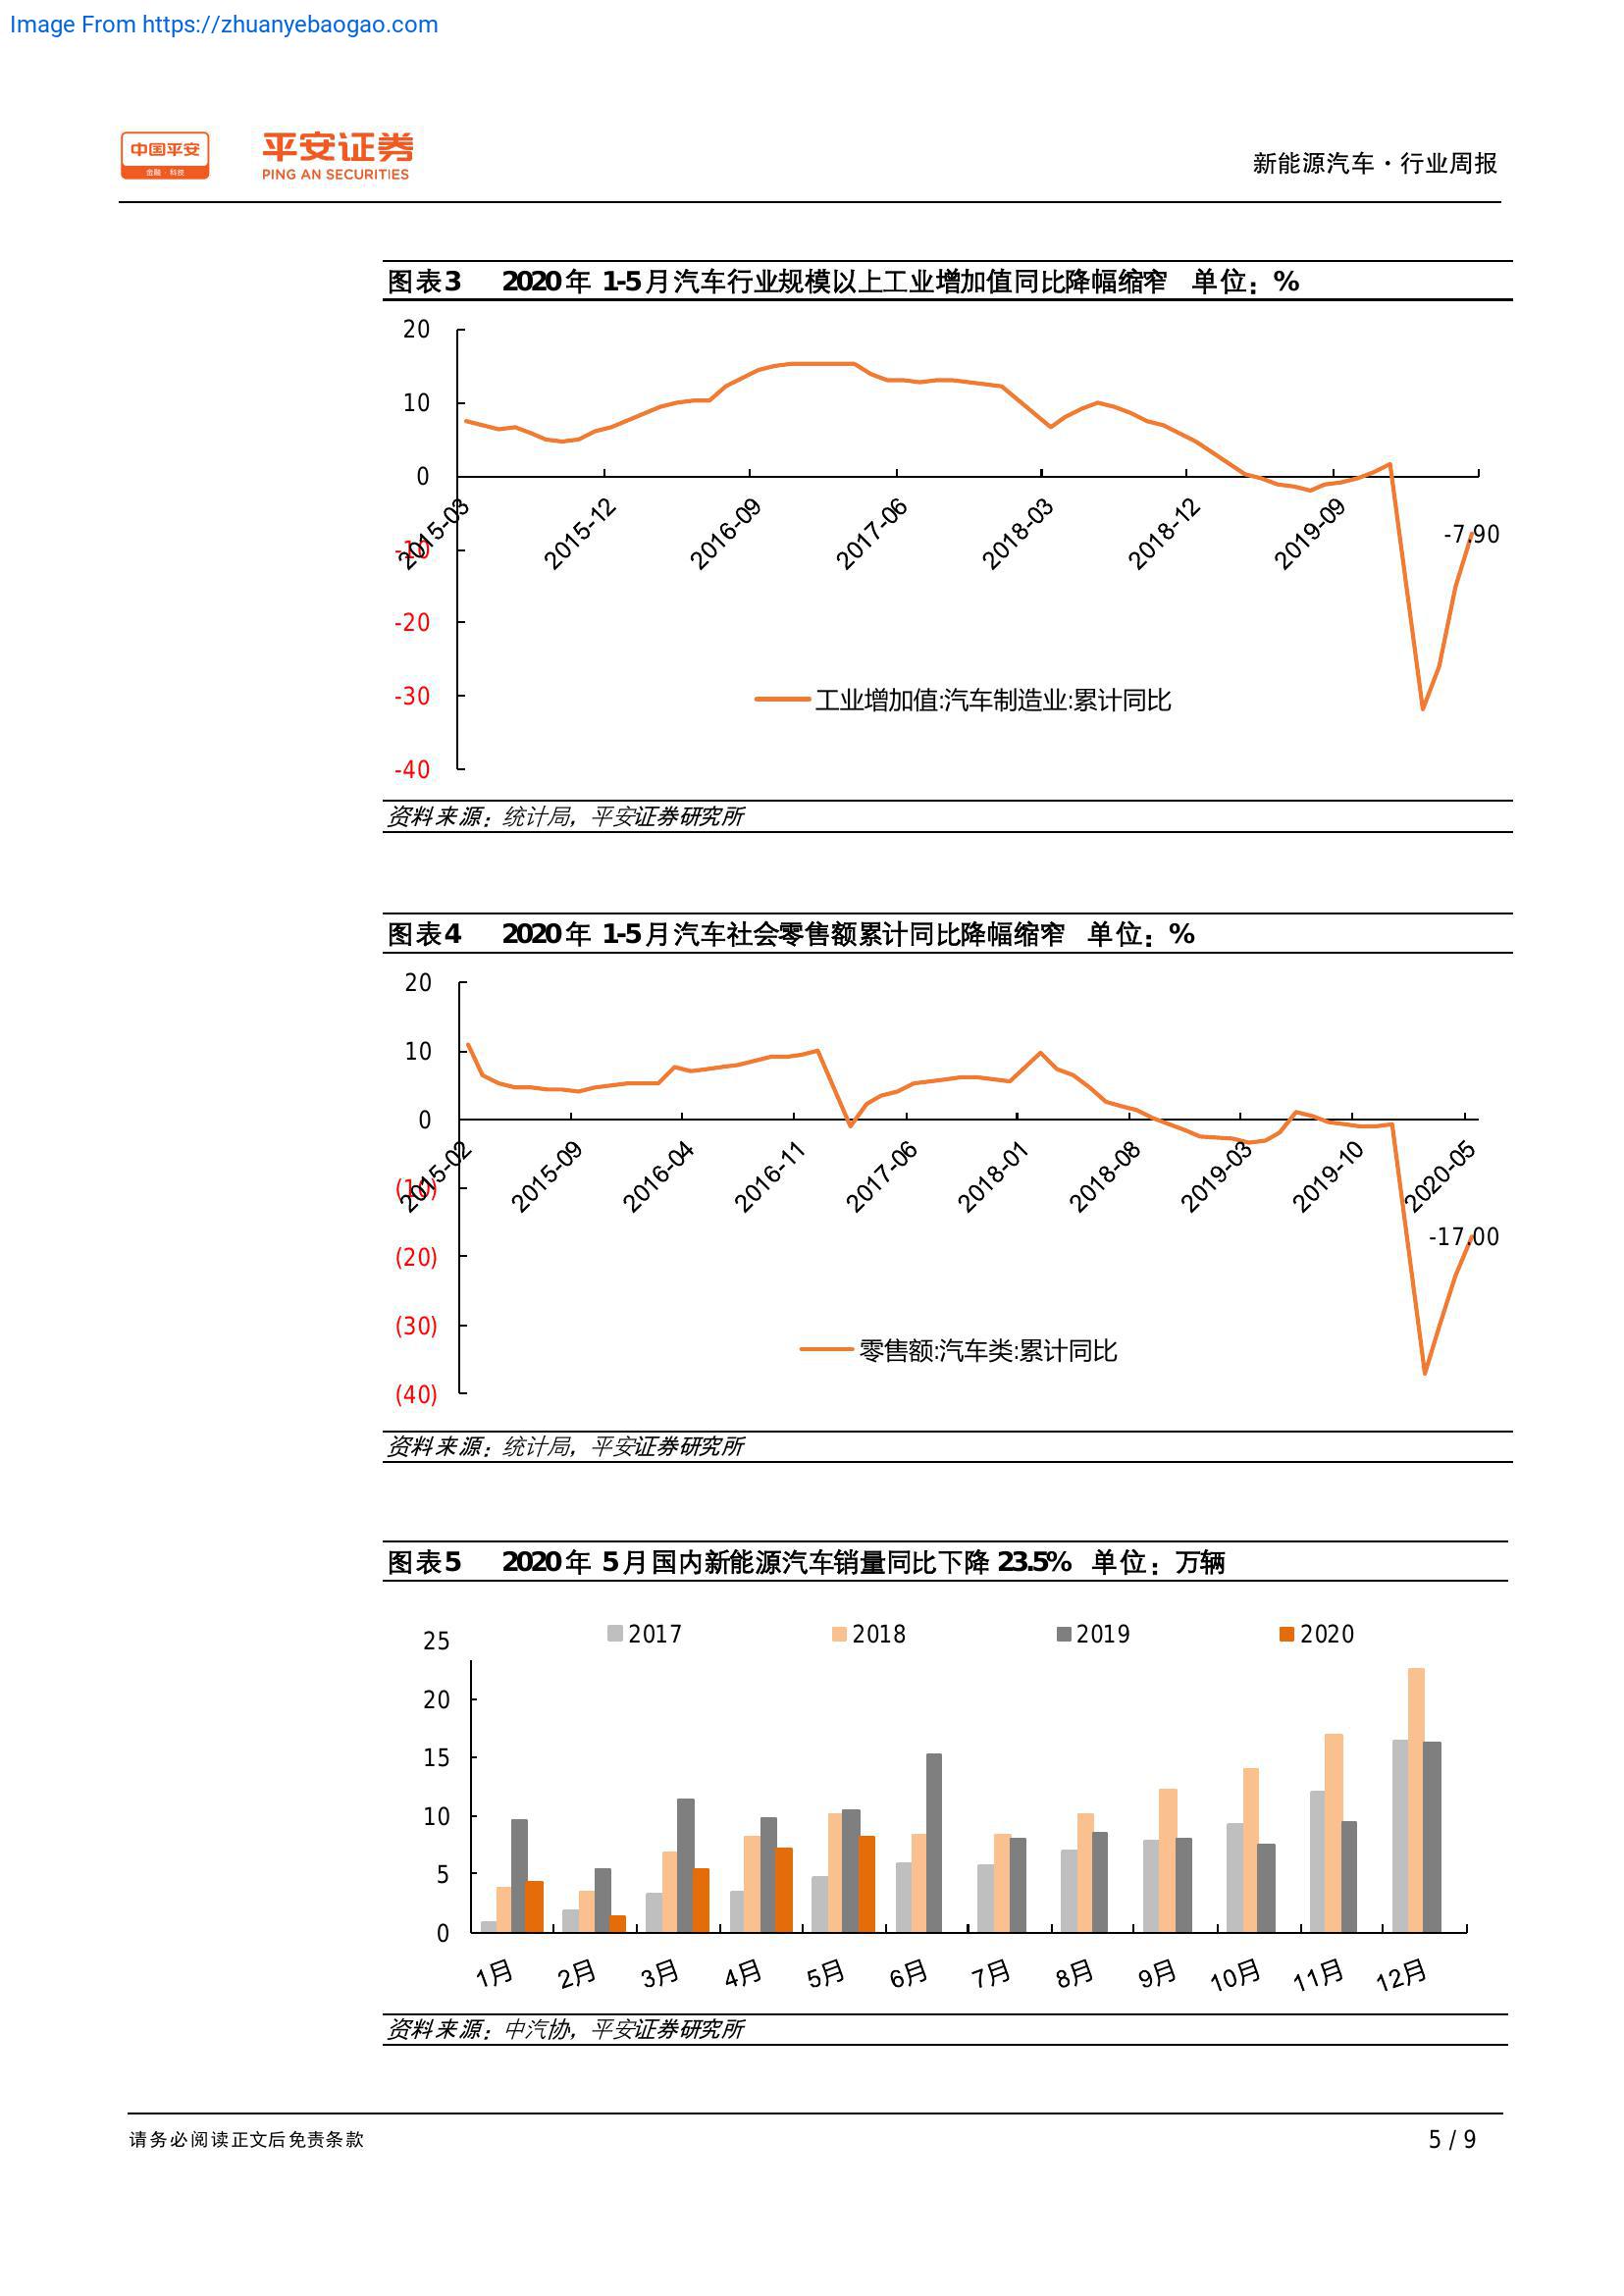 Image From https://zhuanyebaogao.com
中国平安
金融·科技
平安证券
PING AN SECURITIES
新能源汽车·行业周报
图表3 2020年 1-5月汽车行业规模以上工业增加值同比降幅缩窄 单位：%
20
10
0
-10
-20
-30
-40
2015-03 2015-12 2016-09 2017-06 2018-03 2018-12 2019-09
-7.90
工业增加值:汽车制造业:累计同比
资料来源：统计局，平安证券研究所
图表4 2020年 1-5月汽车社会零售额累计同比降幅缩窄 单位：%
20
10
0
(10)
(20)
(30)
(40)
2015-02 2015-09 2016-04 2016-11 2017-06 2018-01 2018-08 2019-03 2019-10 2020-05
-17.00
零售额:汽车类:累计同比
资料来源：统计局，平安证券研究所
图表5 2020年 5月国内新能源汽车销量同比下降23.5% 单位：万辆
2017 2018 2019 2020
25
20
15
10
5
0
1月 2月 3月 4月 5月 6月 7月 8月 9月 10月 11月 12月
资料来源：中汽协，平安证券研究所
请务必阅读正文后免责条款
5 / 9